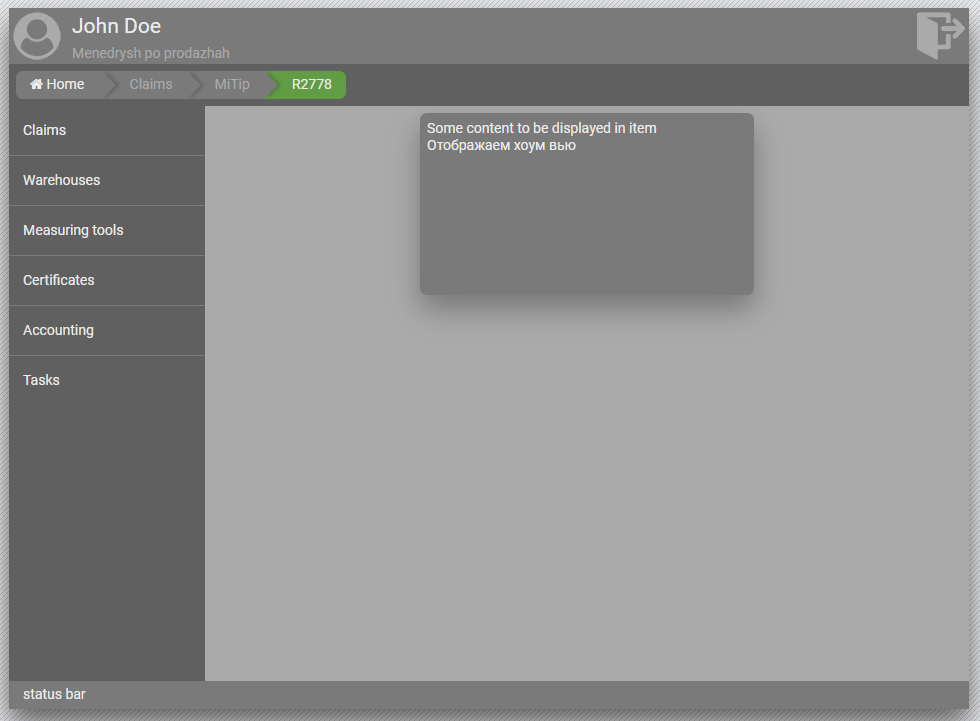 John Doe
Menedrysh po prodazhah
Home Claims MiTip R2778
Claims
Warehouses
Measuring tools
Certificates
Accounting
Tasks
Some content to be displayed in item
Отображаем хоум вью
status bar